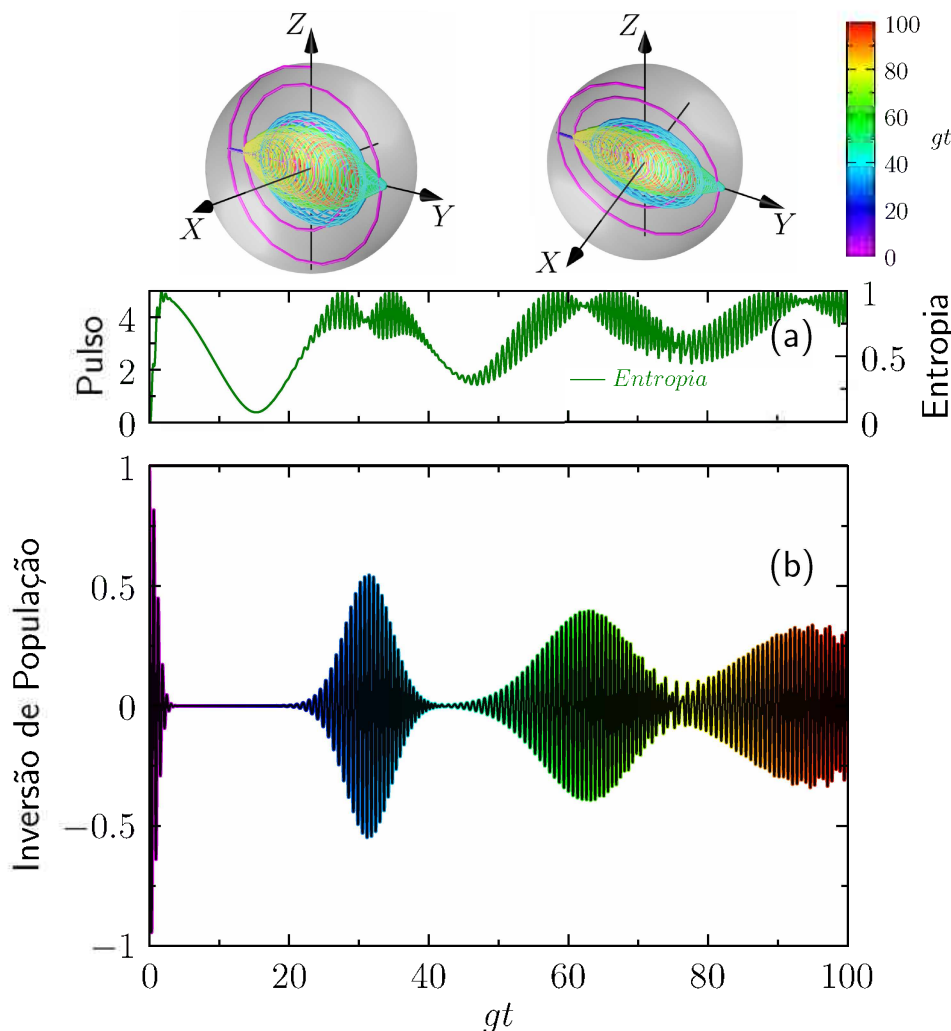 Z
X
Y
Z
X
Y
100
80
60
40
20
0
gt
Pulso
4
2
0
(a)
Entropia
1
0.5
0
Entropia
Inversão de População
1
0.5
0
−0.5
−1
(b)
0 20 40 60 80 100
gt